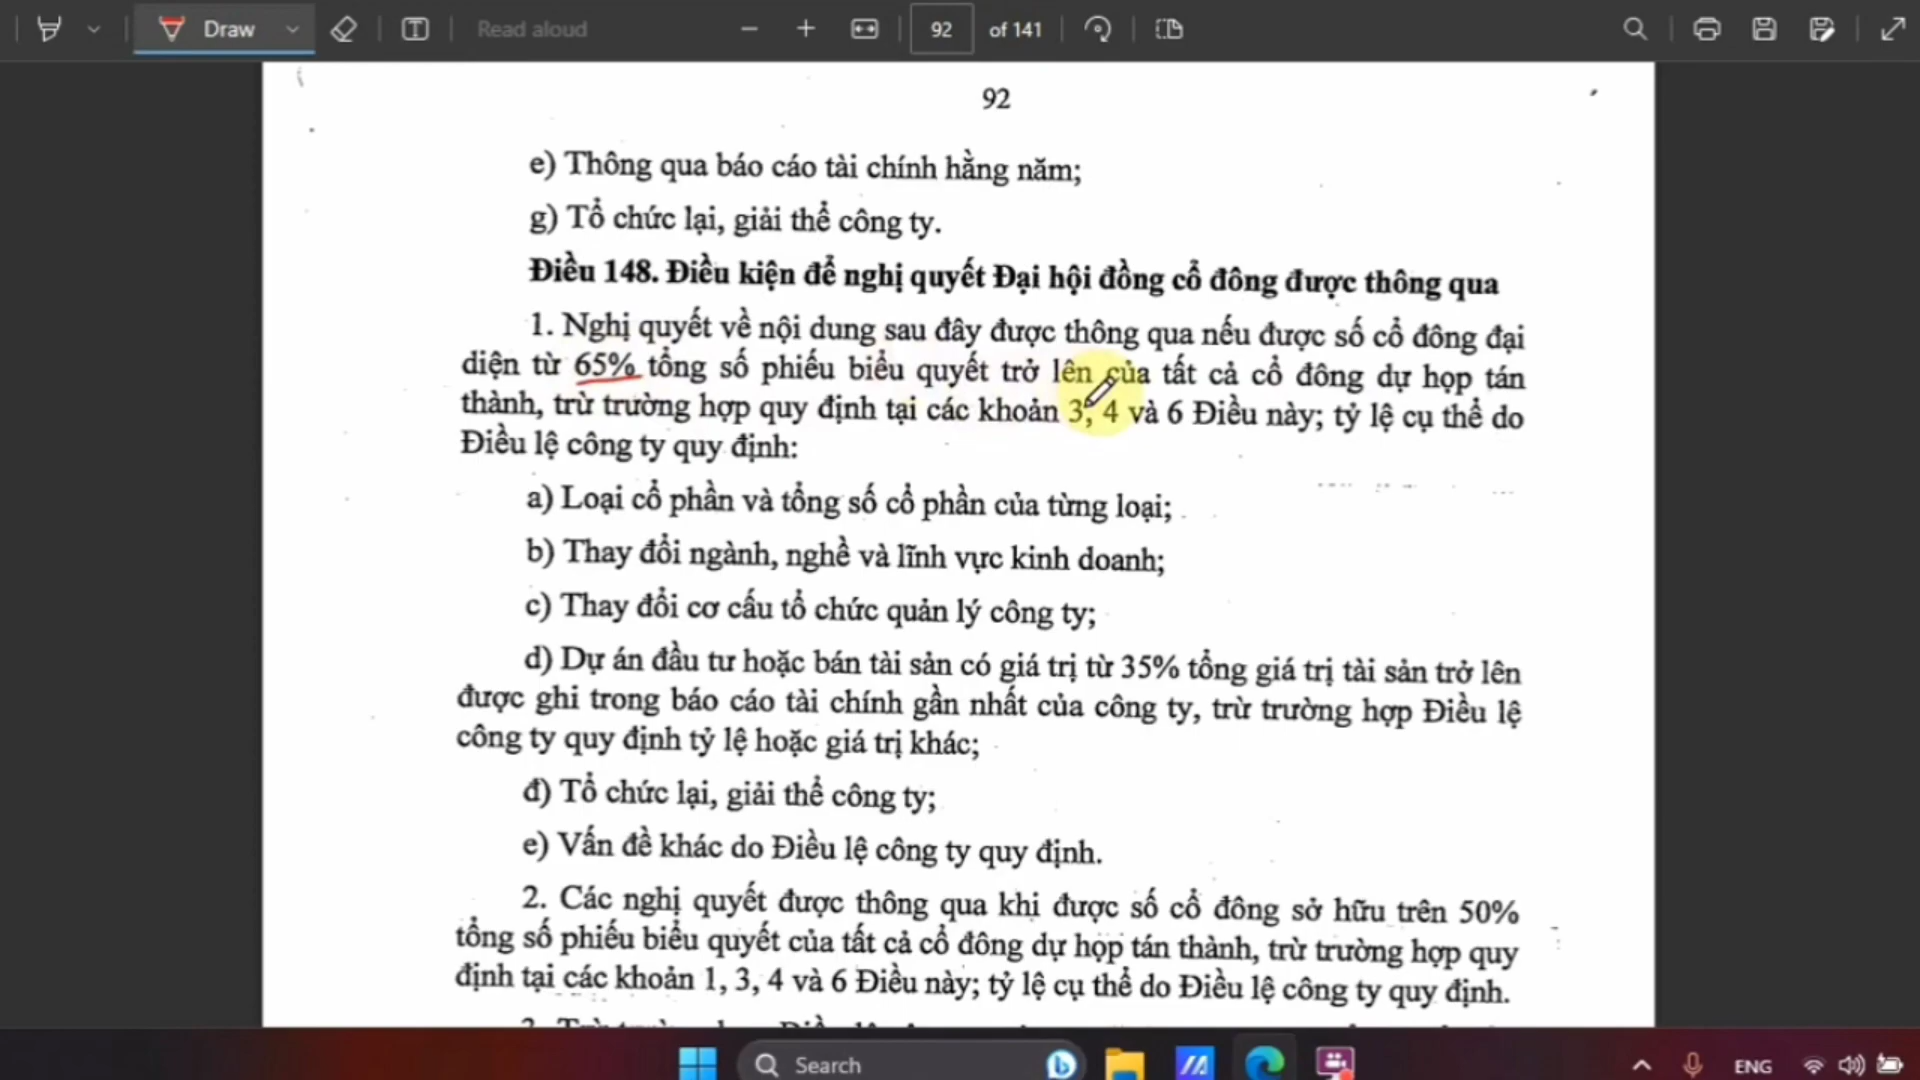 Draw
Read aloud
92
of 141
92
e) Thông qua báo cáo tài chính hằng năm;
g) Tổ chức lại, giải thể công ty.
Điều 148. Điều kiện để nghị quyết Đại hội đồng cổ đông được thông qua
1. Nghị quyết về nội dung sau đây được thông qua nếu được số cổ đông đại
diện từ 65% tổng số phiếu biểu quyết trở lên của tất cả cổ đông dự họp tán
thành, trừ trường hợp quy định tại các khoản 3, 4 và 6 Điều này; tỷ lệ cụ thể do
Điều lệ công ty quy định:
a) Loại cổ phần và tổng số cổ phần của từng loại;
b) Thay đổi ngành, nghề và lĩnh vực kinh doanh;
c) Thay đổi cơ cấu tổ chức quản lý công ty;
d) Dự án đầu tư hoặc bán tài sản có giá trị từ 35% tổng giá trị tài sản trở lên
được ghi trong báo cáo tài chính gần nhất của công ty, trừ trường hợp Điều lệ
công ty quy định tỷ lệ hoặc giá trị khác;
đ) Tổ chức lại, giải thể công ty;
e) Vấn đề khác do Điều lệ công ty quy định.
2. Các nghị quyết được thông qua khi được số cổ đông sở hữu trên 50%
tổng số phiếu biểu quyết của tất cả cổ đông dự họp tán thành, trừ trường hợp quy
định tại các khoản 1, 3, 4 và 6 Điều này; tỷ lệ cụ thể do Điều lệ công ty quy định.
Search
ENG